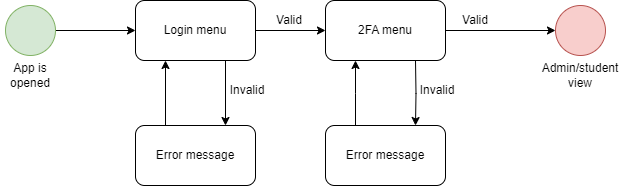 Login menu
Valid
2FA menu
Valid
App is
opened
Admin/student
view
Invalid
Invalid
Error message
Error message